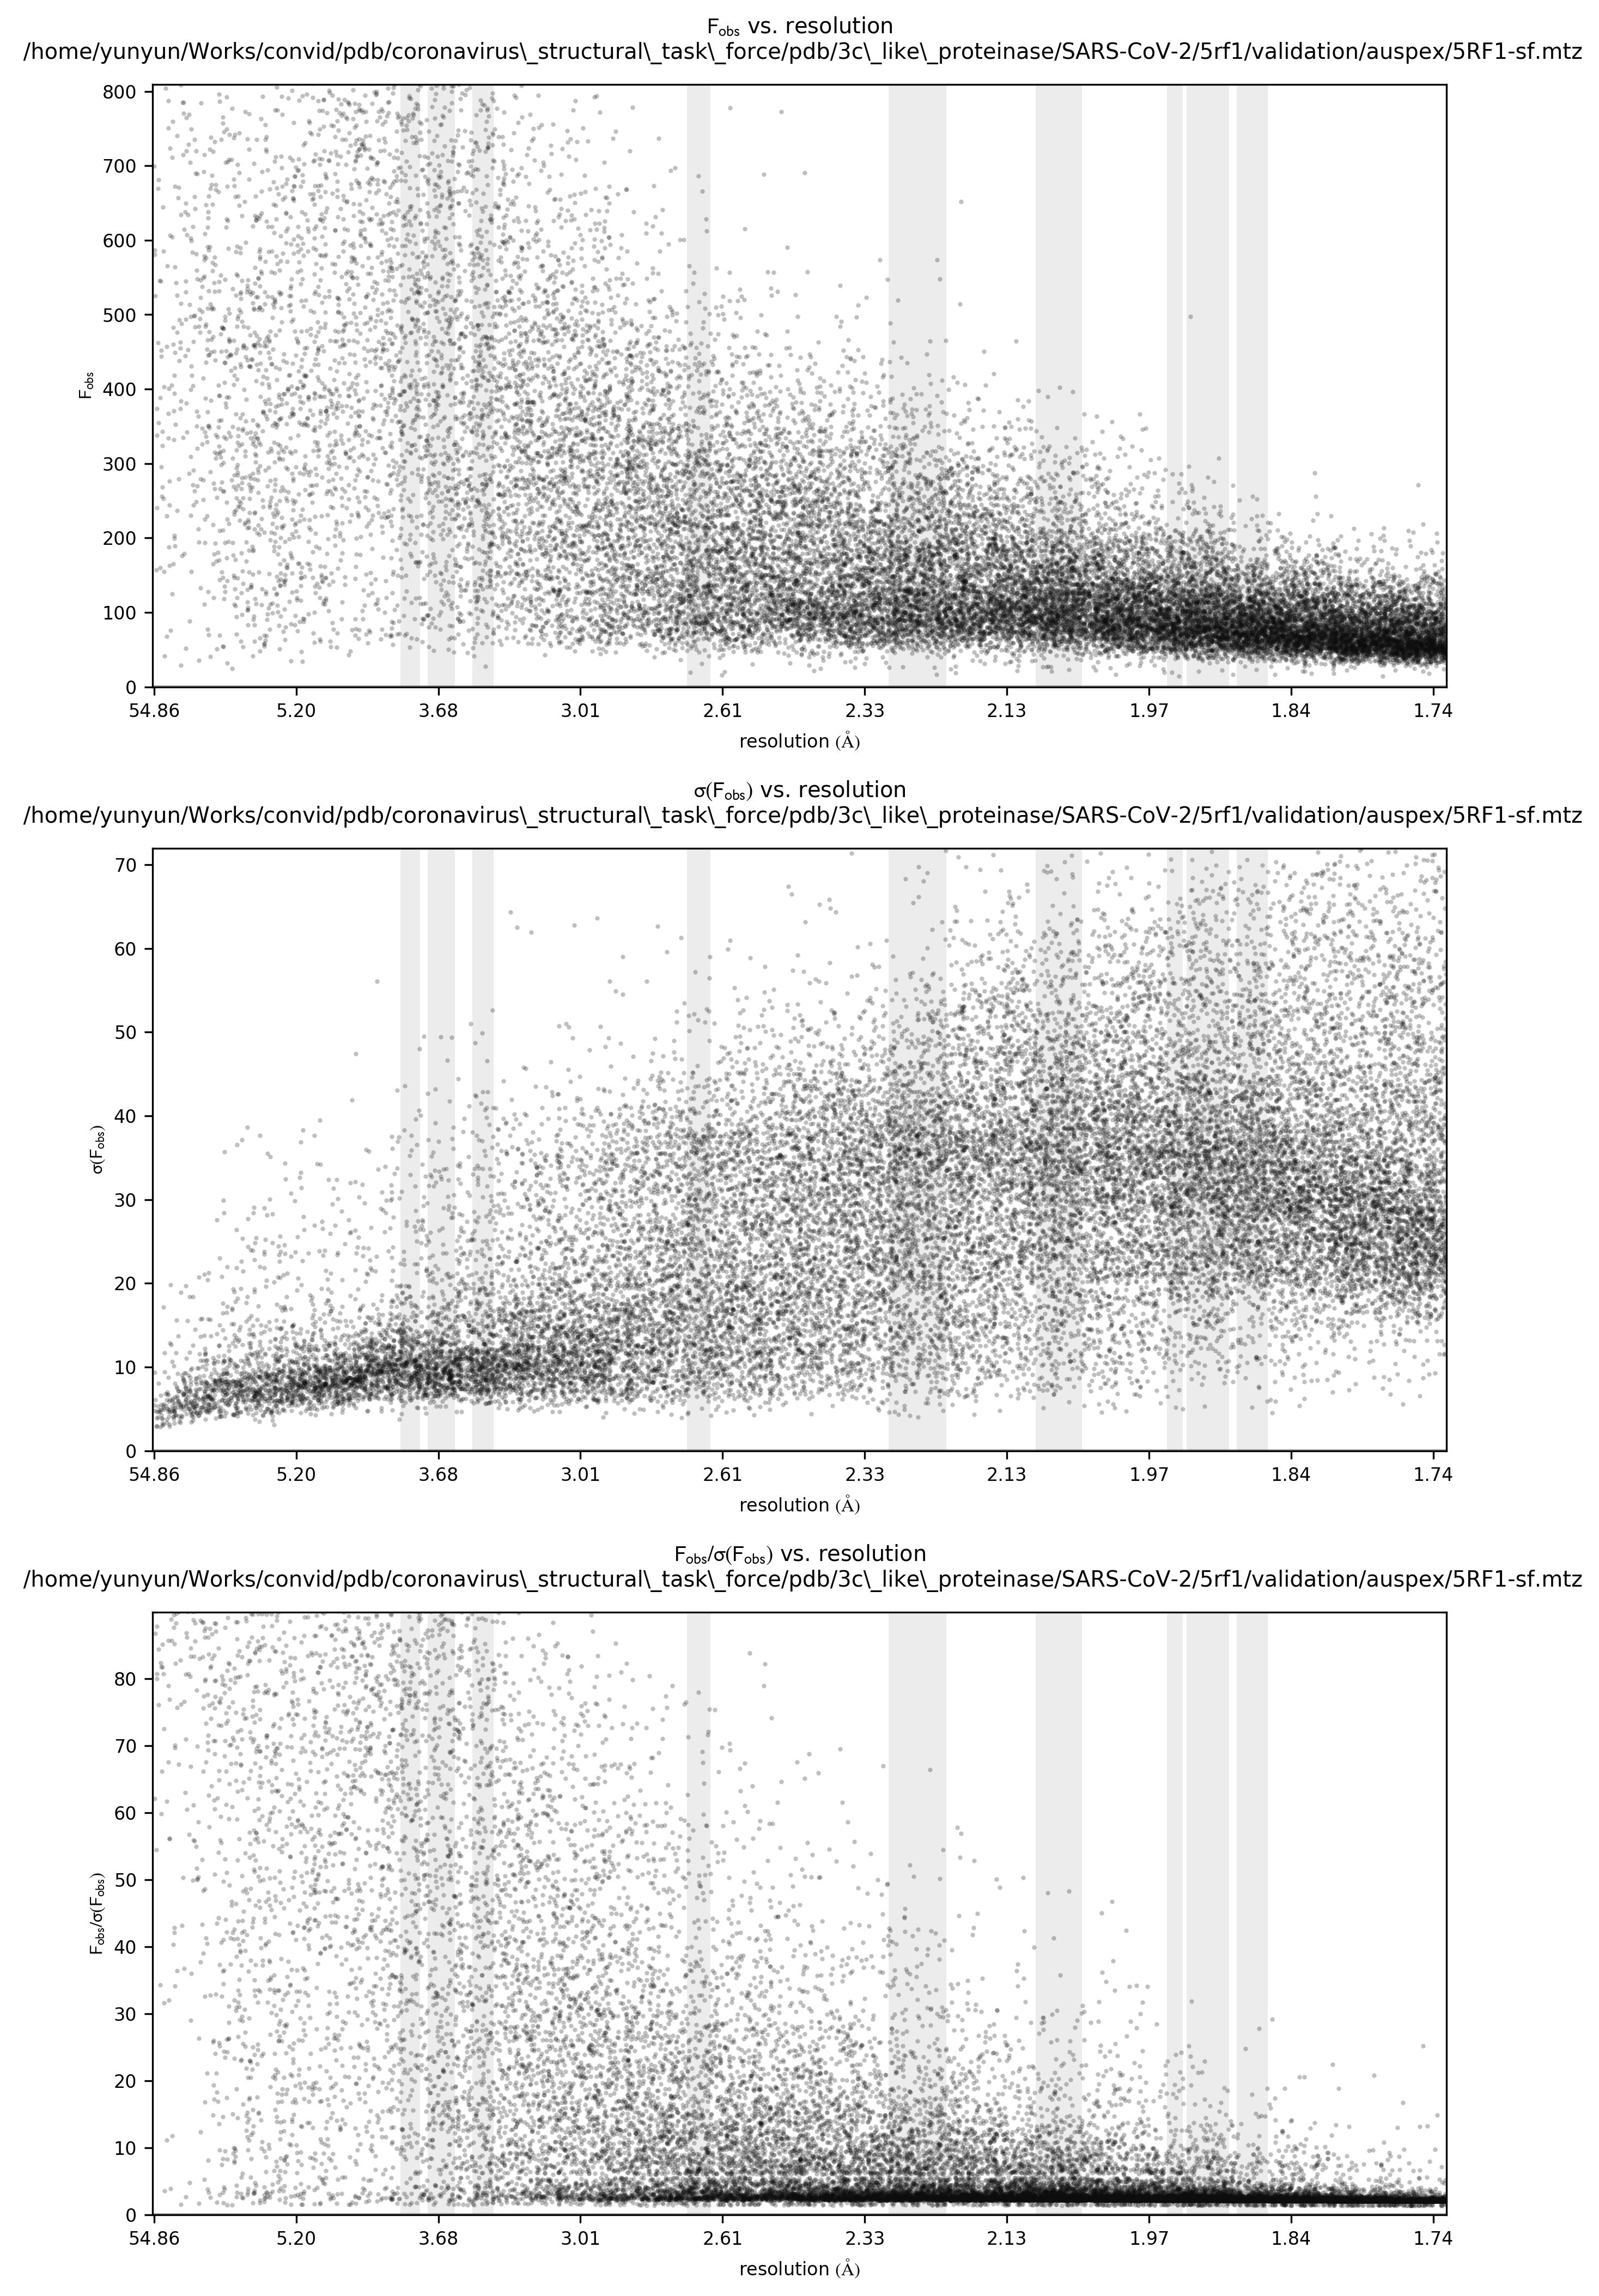 Fobs vs. resolution
/home/yunyun/Works/convid/pdb/coronavirus\_structural\_task\_force/pdb/3c\_like\_proteinase/SARS-CoV-2/5rf1/validation/auspex/5RF1-sf.mtz
800
700
600
500
400
300
200
100
0
Fobs
54.86 5.20 3.68 3.01 2.61 2.33 2.13 1.97 1.84 1.74
resolution (Å)
σ(Fobs) vs. resolution
/home/yunyun/Works/convid/pdb/coronavirus\_structural\_task\_force/pdb/3c\_like\_proteinase/SARS-CoV-2/5rf1/validation/auspex/5RF1-sf.mtz
70
60
50
40
30
20
10
0
σ(Fobs)
54.86 5.20 3.68 3.01 2.61 2.33 2.13 1.97 1.84 1.74
resolution (Å)
Fobs/σ(Fobs) vs. resolution
/home/yunyun/Works/convid/pdb/coronavirus\_structural\_task\_force/pdb/3c\_like\_proteinase/SARS-CoV-2/5rf1/validation/auspex/5RF1-sf.mtz
80
70
60
50
40
30
20
10
0
Fobs/σ(Fobs)
54.86 5.20 3.68 3.01 2.61 2.33 2.13 1.97 1.84 1.74
resolution (Å)